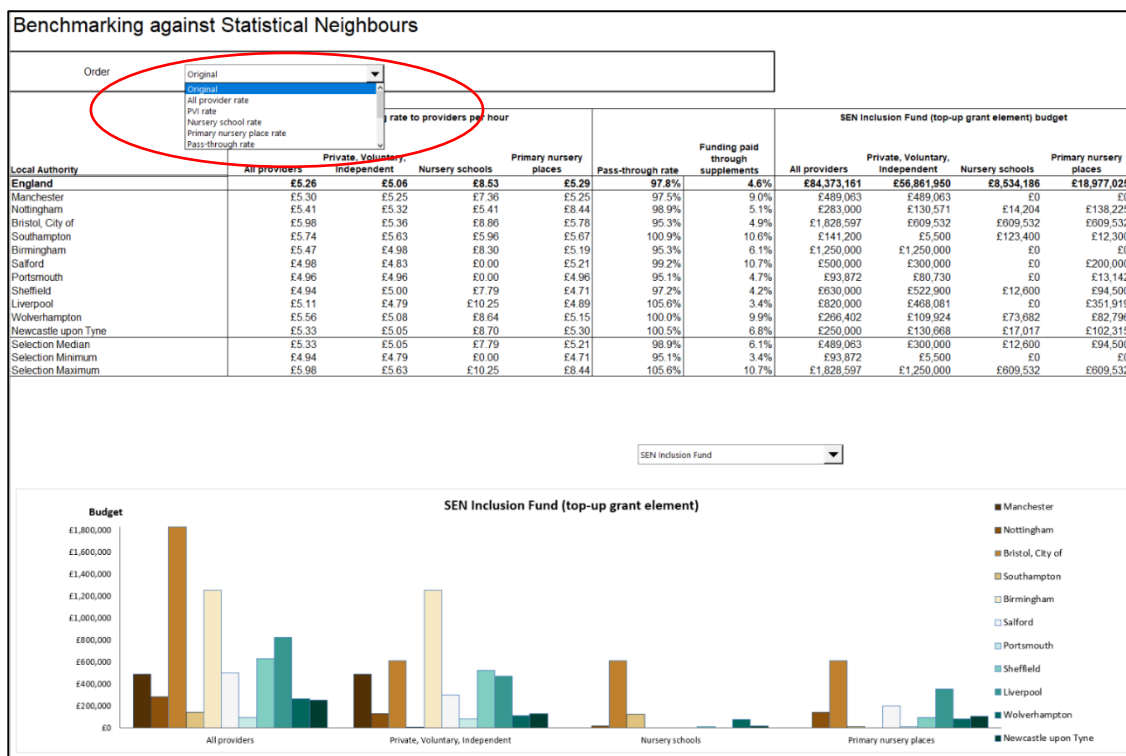 Benchmarking against Statistical Neighbours
Order Original
Original
All provider rate
PVI rate
Nursery school rate
Primary nursery place rate
Pass-through rate
rate to providers per hour SEN Inclusion Fund (top-up grant element) budget
Local Authority All providers Private, Voluntary, Independent Nursery schools Primary nursery places Pass-through rate Funding paid through supplements All providers Private, Voluntary, Independent Nursery schools Primary nursery places
England £5.26 £5.06 £8.53 £5.29 97.8% 4.6% £84,373,161 £56,861,950 £8,534,186 £18,977,025
Manchester £5.30 £5.25 £7.36 £5.25 97.5% 9.0% £489,063 £489,063 £0 £0
Nottingham £5.41 £5.32 £5.41 £8.44 98.9% 5.1% £283,000 £130,571 £14,204 £138,225
Bristol, City of £5.98 £5.36 £8.86 £5.78 95.3% 4.9% £1,828,597 £609,532 £609,532 £609,532
Southampton £5.74 £5.63 £5.96 £5.67 100.9% 10.6% £141,200 £5,500 £123,400 £12,300
Birmingham £5.47 £4.98 £8.30 £5.19 95.3% 6.1% £1,250,000 £1,250,000 £0 £0
Salford £4.98 £4.83 £0.00 £5.21 99.2% 10.7% £500,000 £300,000 £0 £200,000
Portsmouth £4.96 £4.96 £0.00 £4.96 95.1% 4.7% £93,872 £80,730 £0 £13,142
Sheffield £4.94 £5.00 £7.79 £4.71 97.2% 4.2% £630,000 £522,900 £12,600 £94,500
Liverpool £5.11 £4.79 £10.25 £4.89 105.6% 3.4% £820,000 £468,081 £0 £351,919
Wolverhampton £5.56 £5.08 £8.64 £5.15 100.0% 9.9% £266,402 £109,924 £73,682 £82,796
Newcastle upon Tyne £5.33 £5.05 £8.70 £5.30 100.5% 6.8% £250,000 £130,668 £17,017 £102,315
Selection Median £5.33 £5.05 £7.79 £5.21 98.9% 6.1% £489,063 £300,000 £12,600 £94,500
Selection Minimum £4.94 £4.79 £0.00 £4.71 95.1% 3.4% £93,872 £5,500 £0 £0
Selection Maximum £5.98 £5.63 £10.25 £8.44 105.6% 10.7% £1,828,597 £1,250,000 £609,532 £609,532
SEN Inclusion Fund
SEN Inclusion Fund (top-up grant element)
Budget
£1,800,000
£1,600,000
£1,400,000
£1,200,000
£1,000,000
£800,000
£600,000
£400,000
£200,000
£0
All providers Private, Voluntary, Independent Nursery schools Primary nursery places
Manchester
Nottingham
Bristol, City of
Southampton
Birmingham
Salford
Portsmouth
Sheffield
Liverpool
Wolverhampton
Newcastle upon Tyne